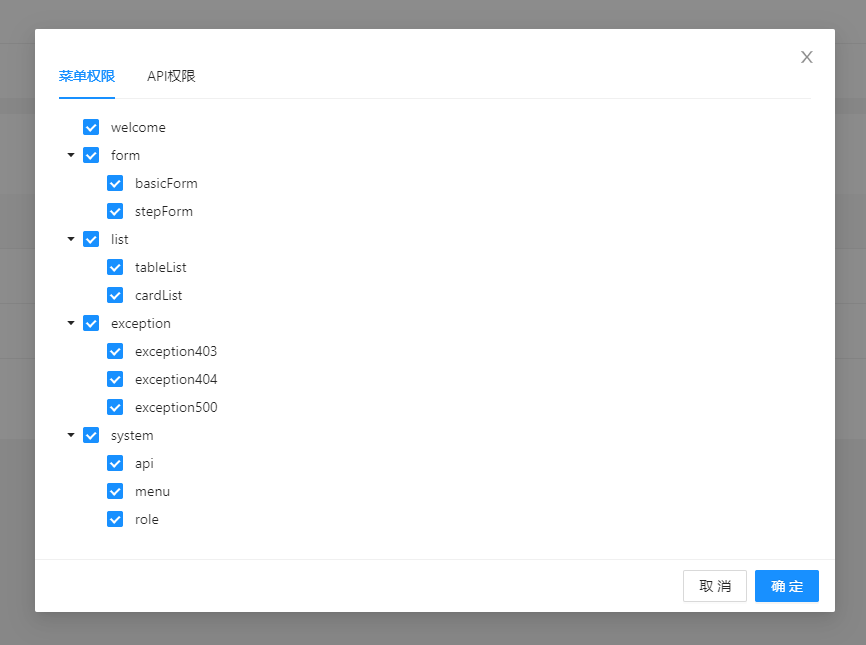 菜单权限 API权限
welcome
form
basicForm
stepForm
list
tableList
cardList
exception
exception403
exception404
exception500
system
api
menu
role
取 消 确 定